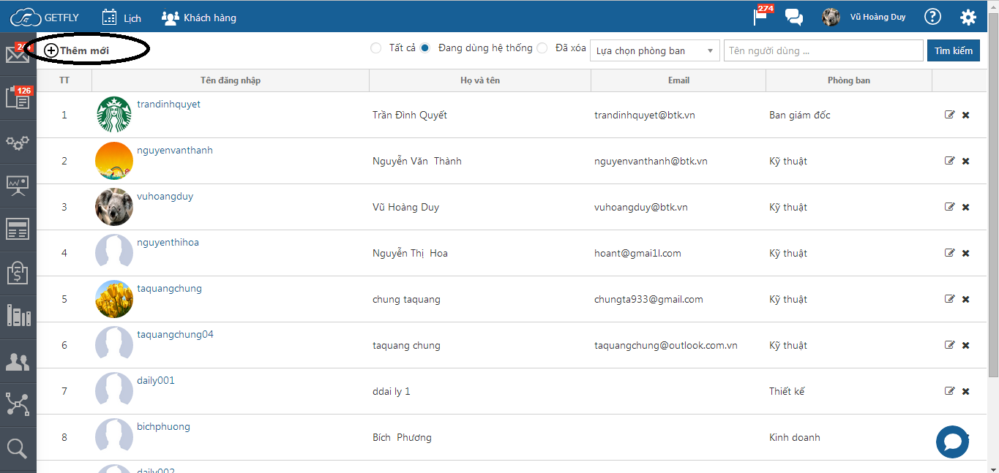 GETFLY Lịch Khách hàng 274 Vũ Hoàng Duy
Thêm mới Tất cả Đang dùng hệ thống Đã xóa Lựa chọn phòng ban Tên người dùng ... Tìm kiếm
126
TT Tên đăng nhập Họ và tên Email Phòng ban
1 trandinhquyet Trần Đình Quyết trandinhquyet@btk.vn Ban giám đốc
2 nguyenvanthanh Nguyễn Văn Thành nguyenvanthanh@btk.vn Kỹ thuật
3 vuhoangduy Vũ Hoàng Duy vuhoangduy@btk.vn Kỹ thuật
4 nguyenthihoa Nguyễn Thị Hoa hoant@gmai1l.com Kỹ thuật
5 taquangchung chung taquang chungta933@gmail.com Kỹ thuật
6 taquangchung04 taquang chung taquangchung@outlook.com.vn Kỹ thuật
7 daily001 ddai ly 1 Thiết kế
8 bichphuong Bích Phương Kinh doanh
daily002